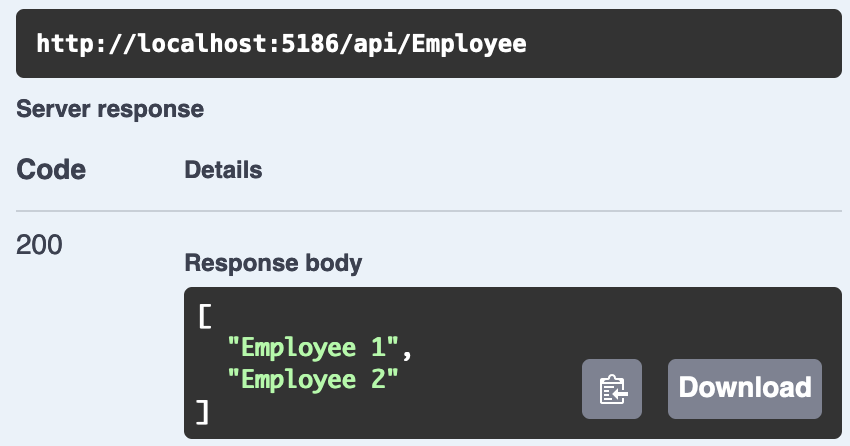 http://localhost:5186/api/Employee
Server response
Code Details
200
Response body
[
"Employee 1",
"Employee 2"
]
Download